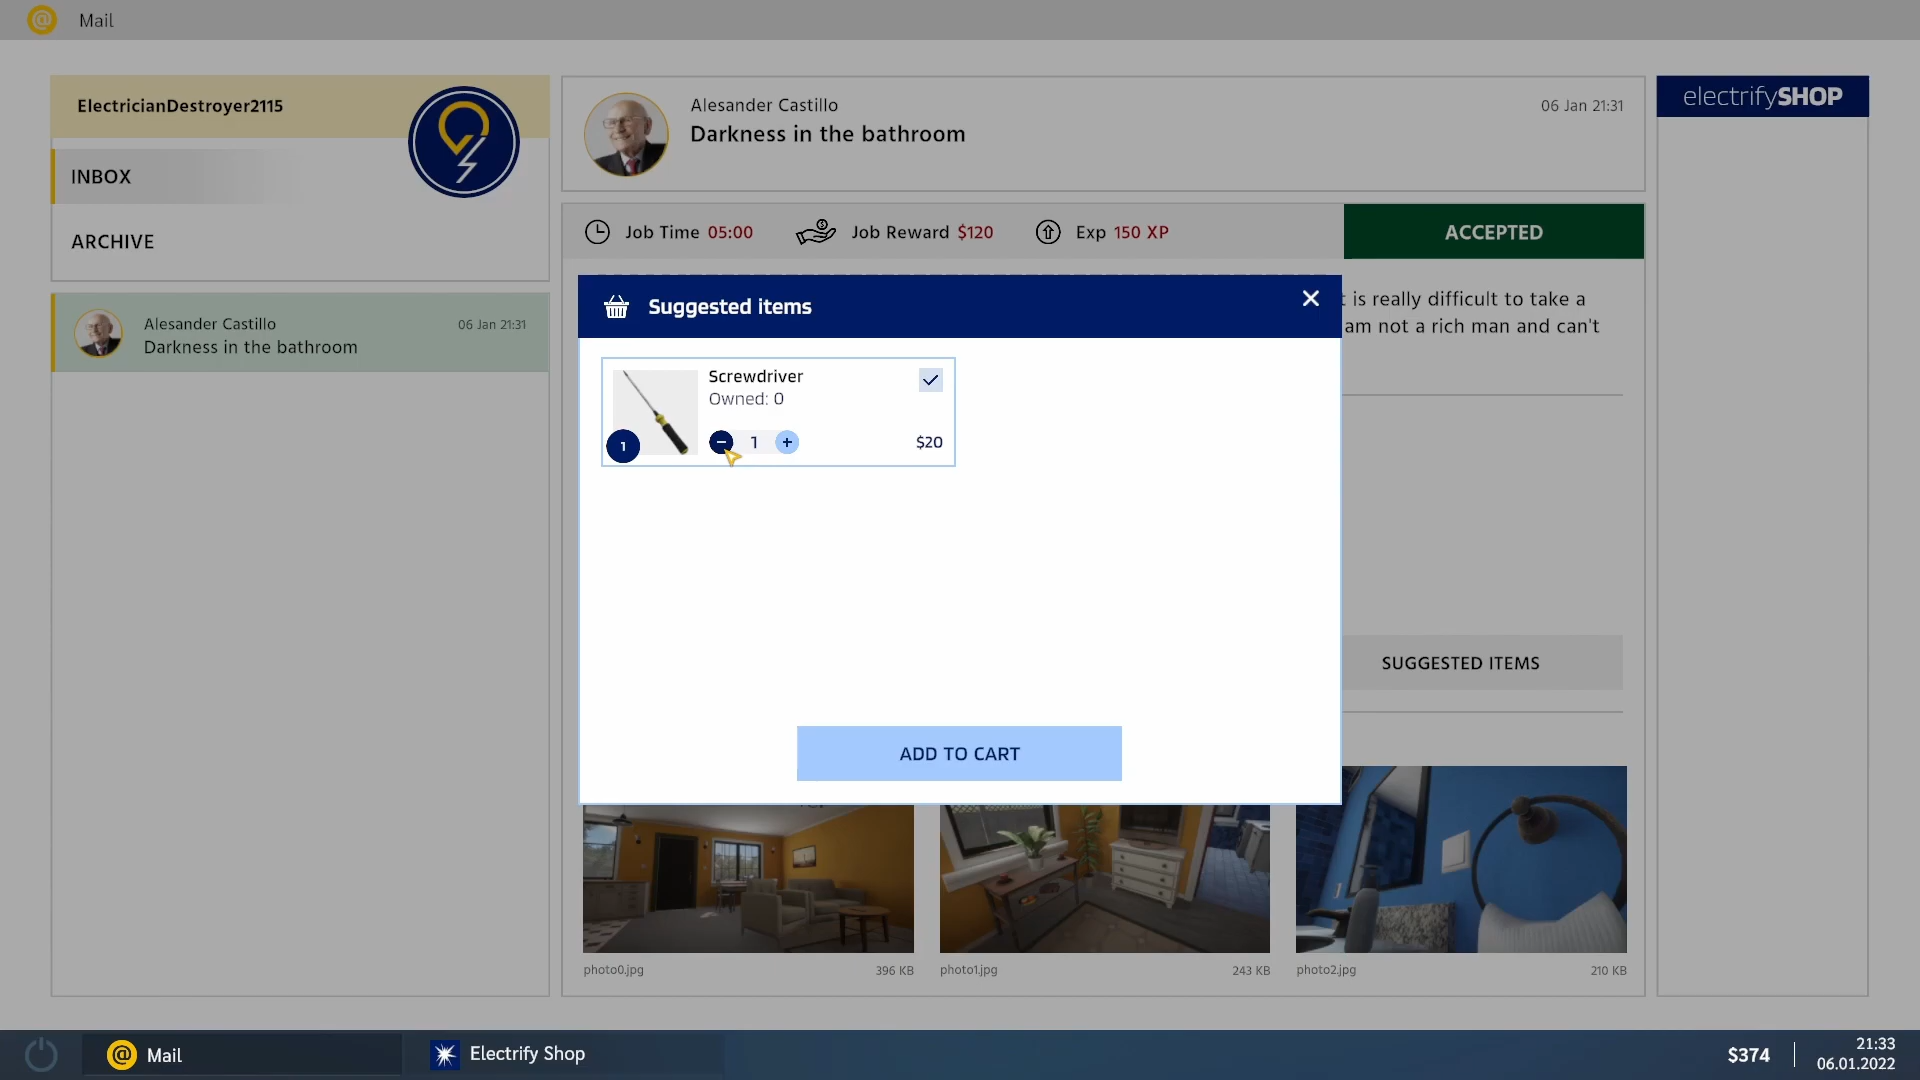 Mail
ElectricianDestroyer2115
INBOX
ARCHIVE
Alesander Castillo
06 Jan 21:31
Darkness in the bathroom
Alesander Castillo
06 Jan 21:31
Darkness in the bathroom
electrifySHOP
Job Time 05:00
Job Reward $120
Exp 150 XP
ACCEPTED
is really difficult to take a
am not a rich man and can't
Suggested items
Screwdriver
Owned: 0
1
1
$20
ADD TO CART
SUGGESTED ITEMS
photo0.jpg
396 KB
photo1.jpg
243 KB
photo2.jpg
210 KB
Mail
Electrify Shop
$374
21:33
06.01.2022